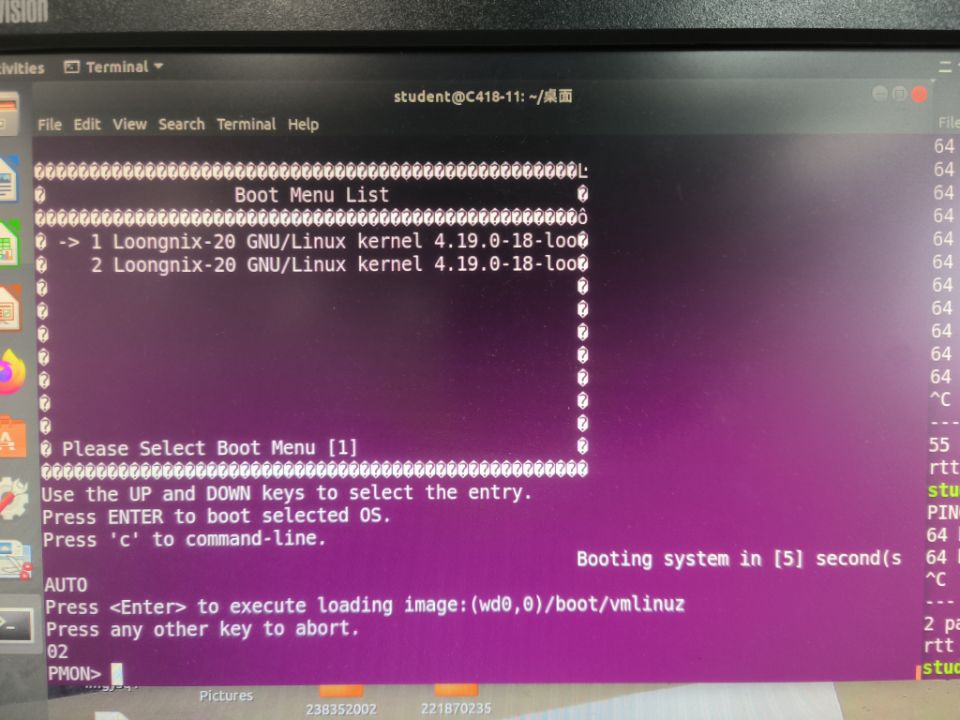 Terminal
student@C418-11: ~/桌面
File Edit View Search Terminal Help
Boot Menu List
-> 1 Loongnix-20 GNU/Linux kernel 4.19.0-18-loo
2 Loongnix-20 GNU/Linux kernel 4.19.0-18-loo
Please Select Boot Menu [1]
Use the UP and DOWN keys to select the entry.
Press ENTER to boot selected OS.
Press 'c' to command-line.
Booting system in [5] second(s
AUTO
Press <Enter> to execute loading image:(wd0,0)/boot/vmlinuz
Press any other key to abort.
02
PMON>
Pictures
238352002
221870235
File
64
64
64
64
64
64
64
64
64
64
64
^C
---
55
rtt
stu
PIN
64
64
^C
---
2 pa
rtt
stud